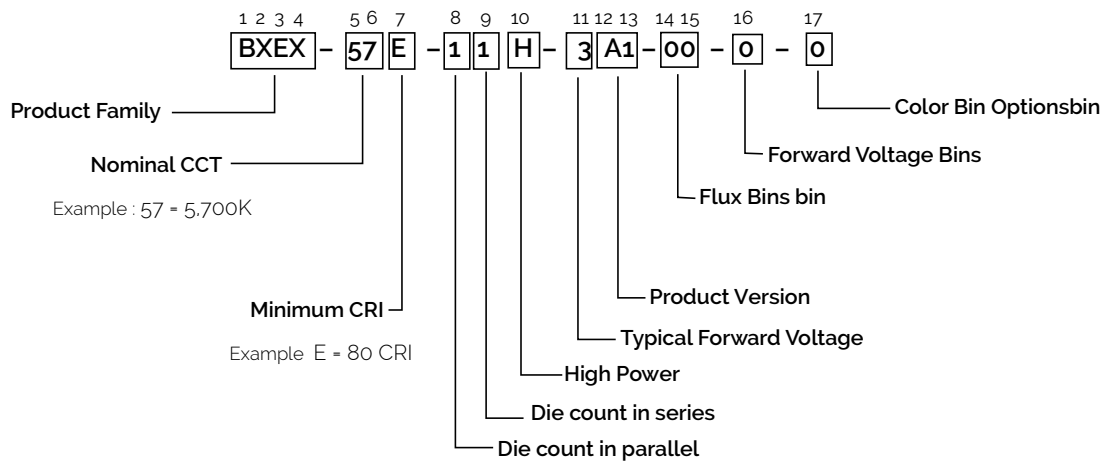 1 2 3 4 5 6 7 8 9 10 11 12 13 14 15 16 17
BXEX – 57 E – 1 1 H – 3 A1 – 00 – 0 – 0
Product Family
Color Bin Optionsbin
Nominal CCT
Forward Voltage Bins
Example : 57 = 5,700K
Flux Bins bin
Minimum CRI
Product Version
Example E = 80 CRI
Typical Forward Voltage
High Power
Die count in series
Die count in parallel